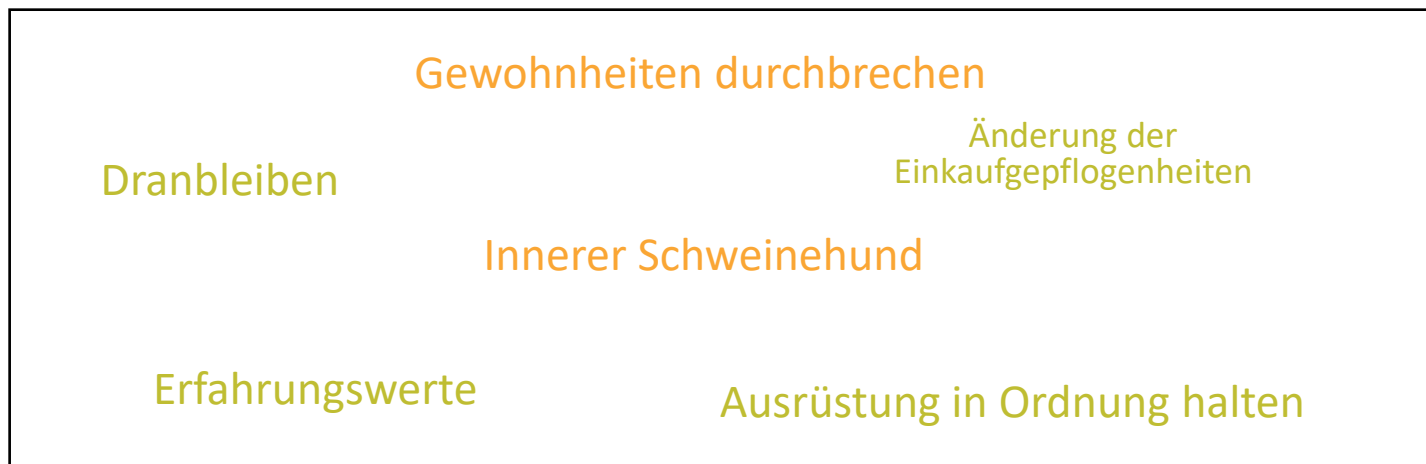 Gewohnheiten durchbrechen
Änderung der
Einkaufgepflogenheiten
Dranbleiben
Innerer Schweinehund
Erfahrungswerte
Ausrüstung in Ordnung halten